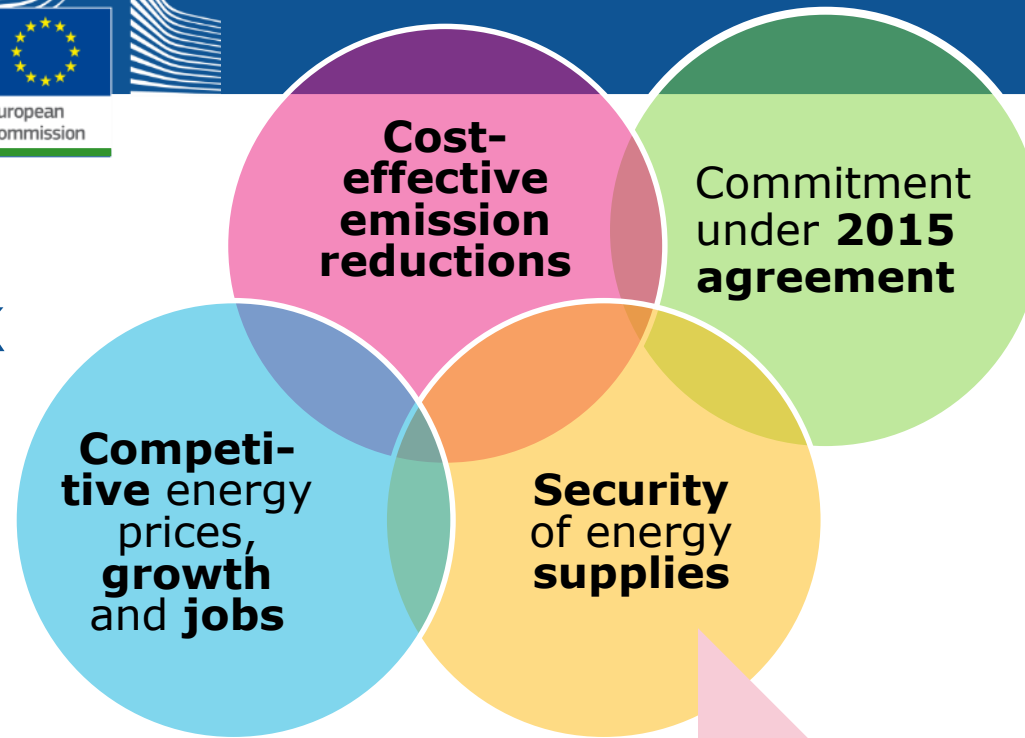 uropean
ommission
Cost-
effective
emission
reductions
Commitment
under 2015
agreement
Competi-
tive energy
prices,
growth
and jobs
Security
of energy
supplies